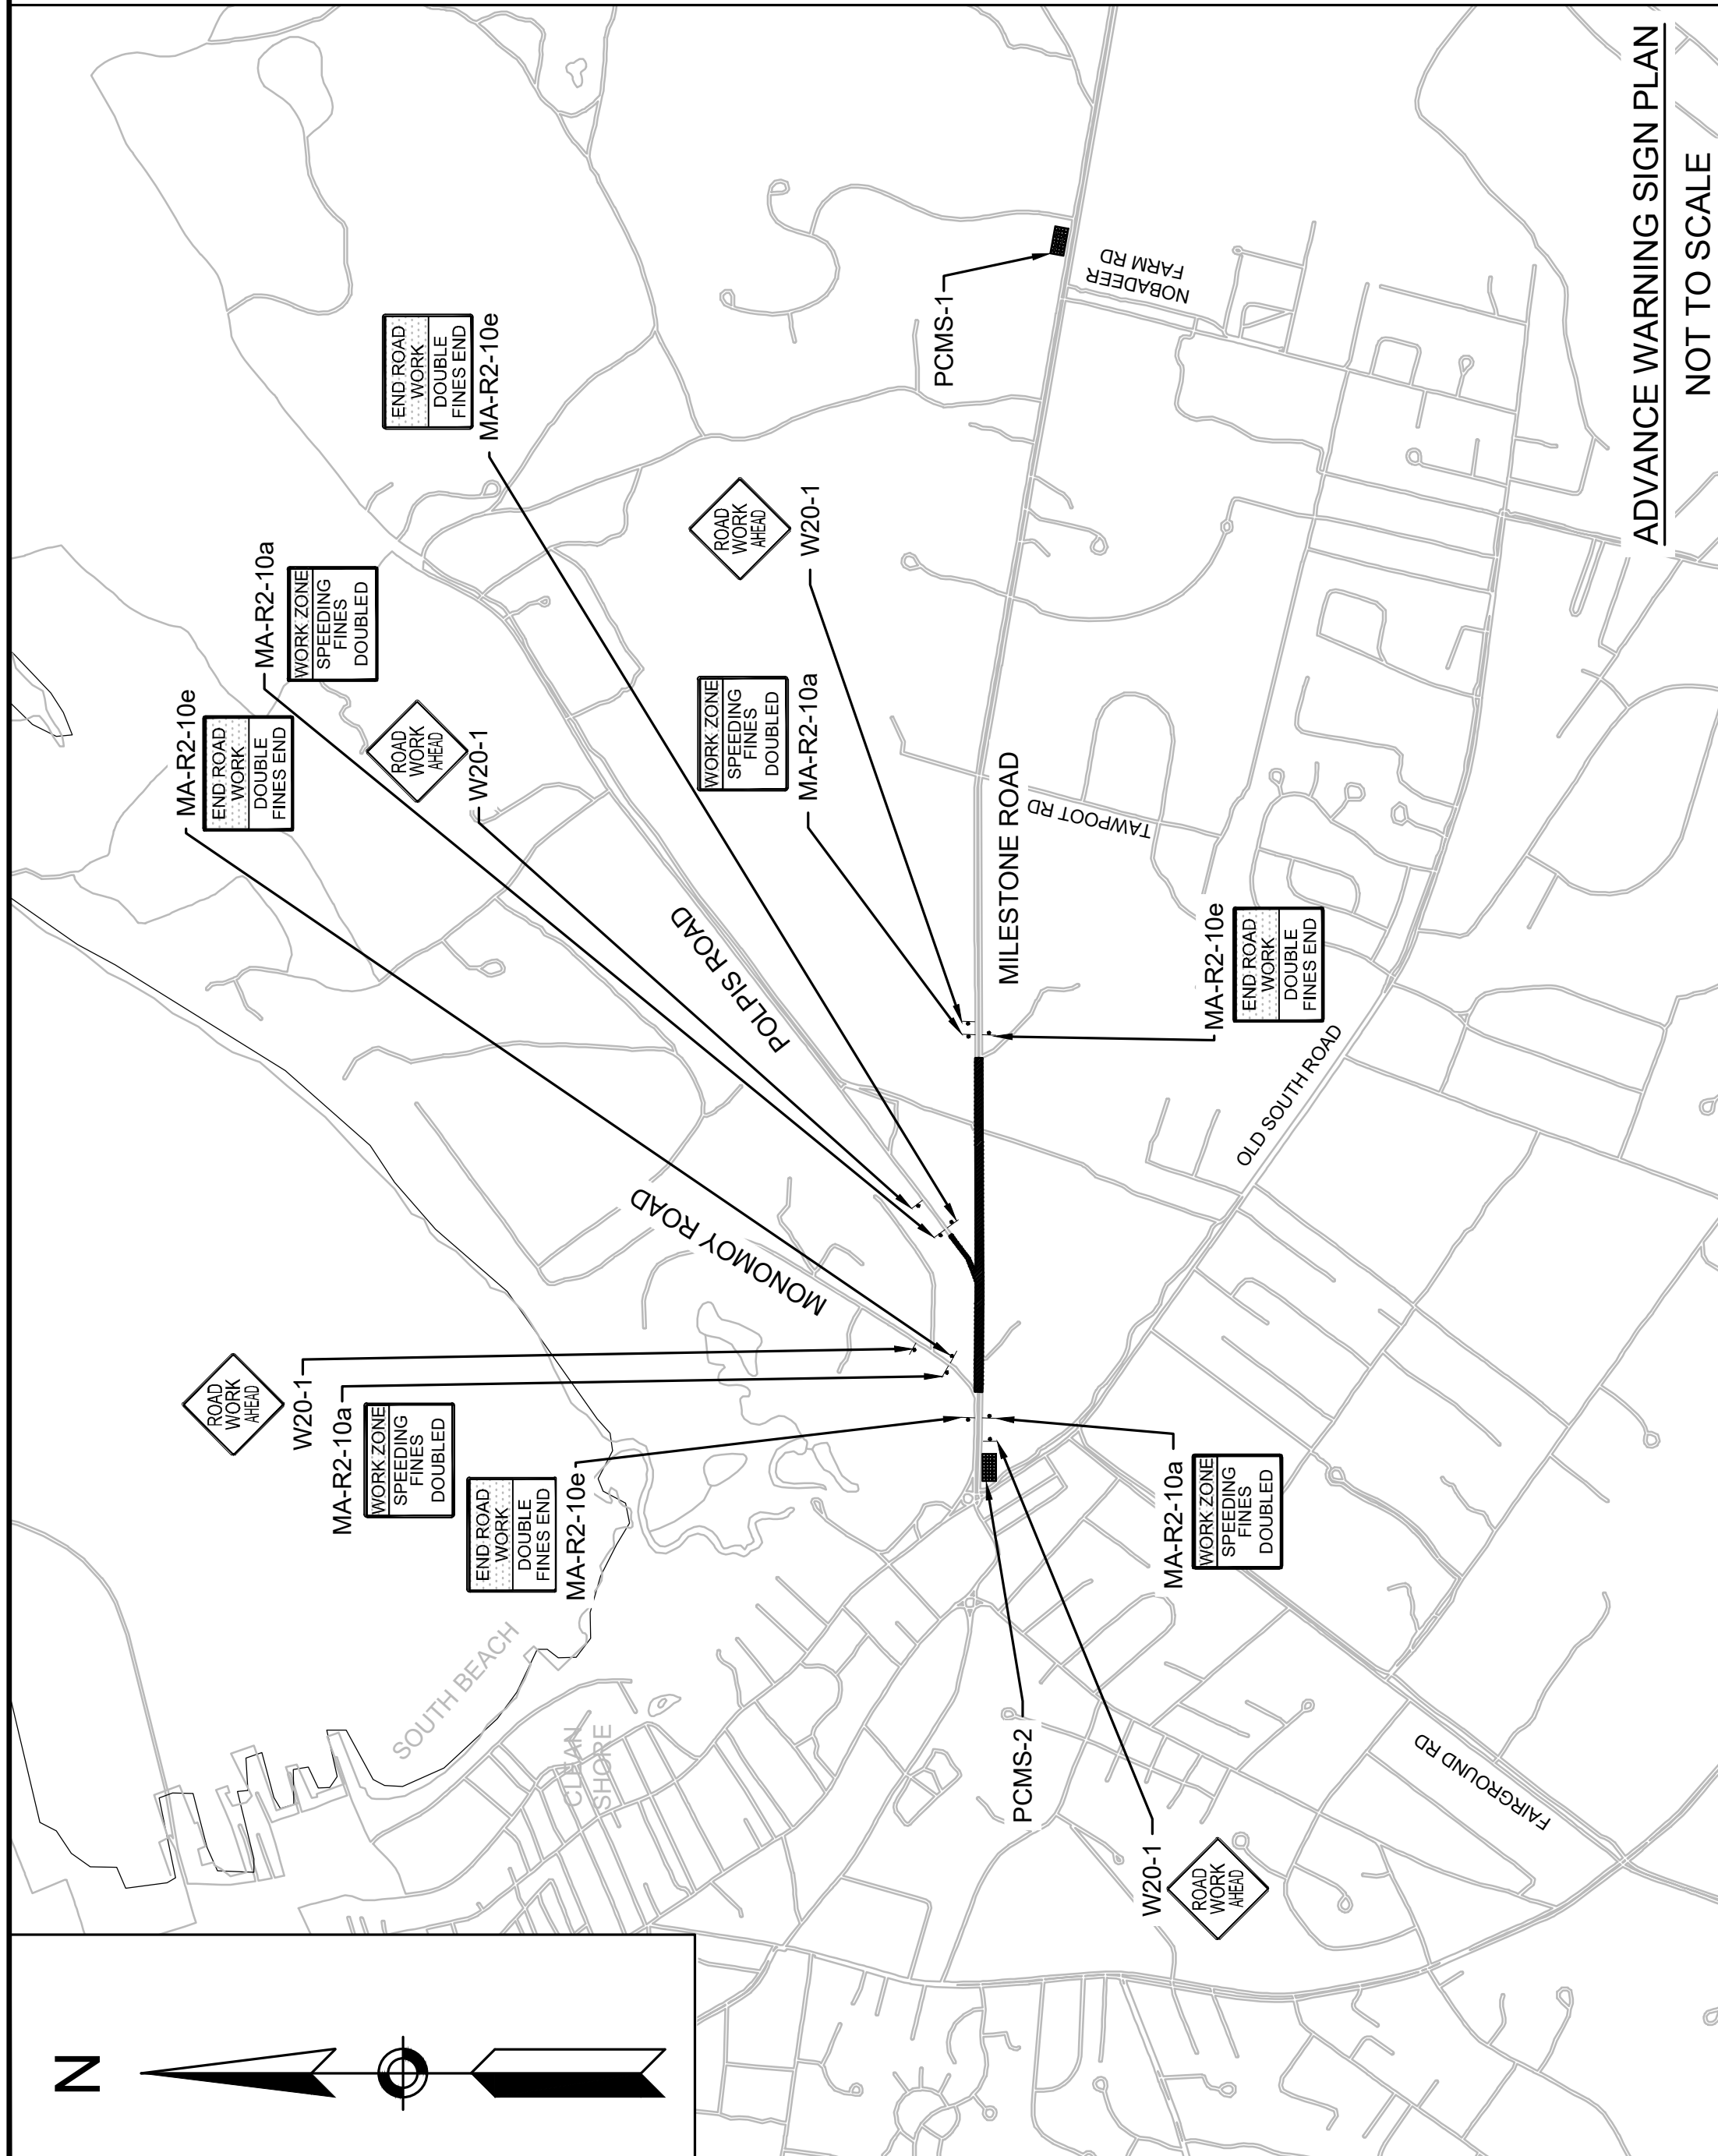 N
MA-R2-10e
END ROAD
WORK
DOUBLE
FINES END
MA-R2-10a
WORK ZONE
SPEEDING
FINES
DOUBLED
ROAD
WORK
AHEAD
W20-1
END ROAD
WORK
DOUBLE
FINES END
MA-R2-10e
ROAD
WORK
AHEAD
W20-1
MA-R2-10a
WORK ZONE
SPEEDING
FINES
DOUBLED
END ROAD
WORK
DOUBLE
FINES END
MA-R2-10e
SOUTH BEACH
CLEAN
SHORE
MONOMOY ROAD
POLPIS ROAD
WORK ZONE
SPEEDING
FINES
DOUBLED
MA-R2-10a
ROAD
WORK
AHEAD
W20-1
PCMS-1
NOBADEER
FARM RD
MILESTONE ROAD
TAWPOOT RD
MA-R2-10e
END ROAD
WORK
DOUBLE
FINES END
OLD SOUTH ROAD
PCMS-2
MA-R2-10a
WORK ZONE
SPEEDING
FINES
DOUBLED
W20-1
ROAD
WORK
AHEAD
FAIRGROUND RD
ADVANCE WARNING SIGN PLAN
NOT TO SCALE